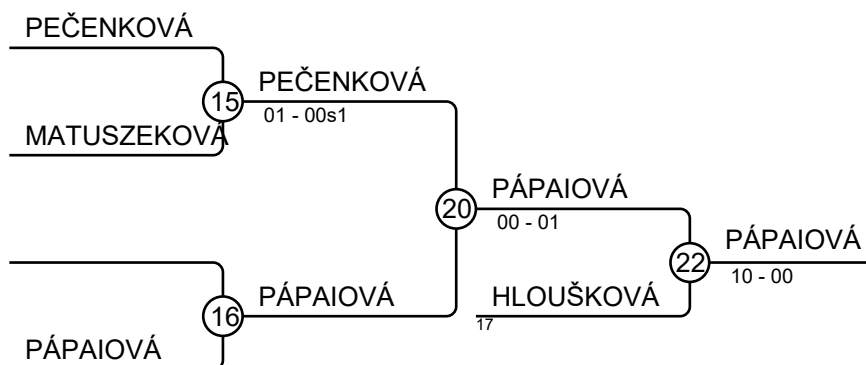 PEČENKOVÁ
15
PEČENKOVÁ
01 - 00s1
MATUSZEKOVÁ
20
PÁPAIOVÁ
00 - 01
22
PÁPAIOVÁ
10 - 00
16
PÁPAIOVÁ
HLOUŠKOVÁ
17
PÁPAIOVÁ